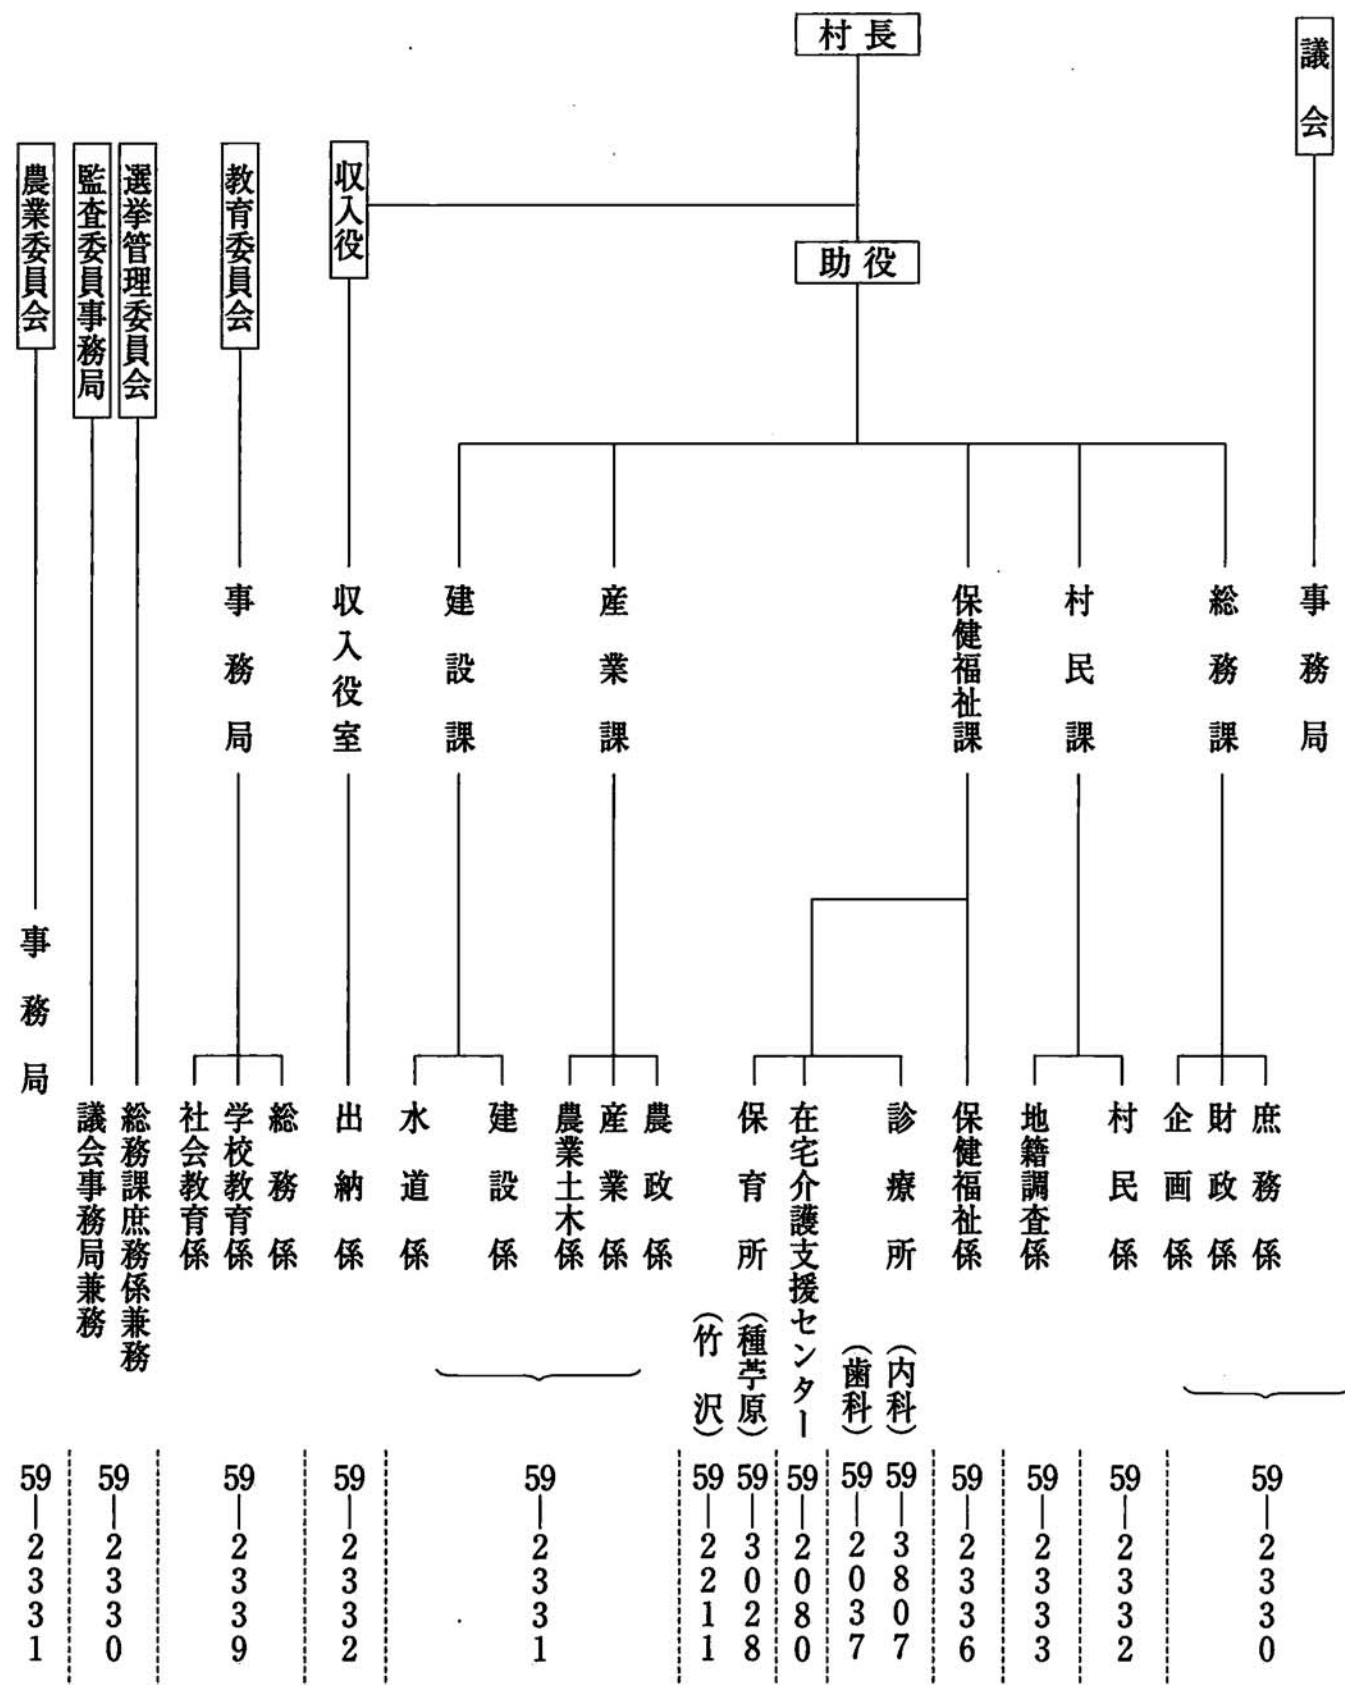 村長
議会
助役
収入役
教育委員会
選挙管理委員会
監査委員事務局
農業委員会
事務局
総務課
村民課
保健福祉課
産業課
建設課
収入役室
事務局
事務局
庶務係
財政係
企画係
村民係
地籍調査係
保健福祉係
診療所
(内科)
(歯科)
在宅介護支援センター
保育所
(種苧原)
(竹沢)
農政係
産業係
農業土木係
建設係
水道係
出納係
総務係
学校教育係
社会教育係
総務課庶務係兼務
議会事務局兼務
59―2330
59―2332
59―2333
59―2336
59―3807
59―2037
59―2080
59―3028
59―2211
59―2331
59―2332
59―2339
59―2330
59―2331